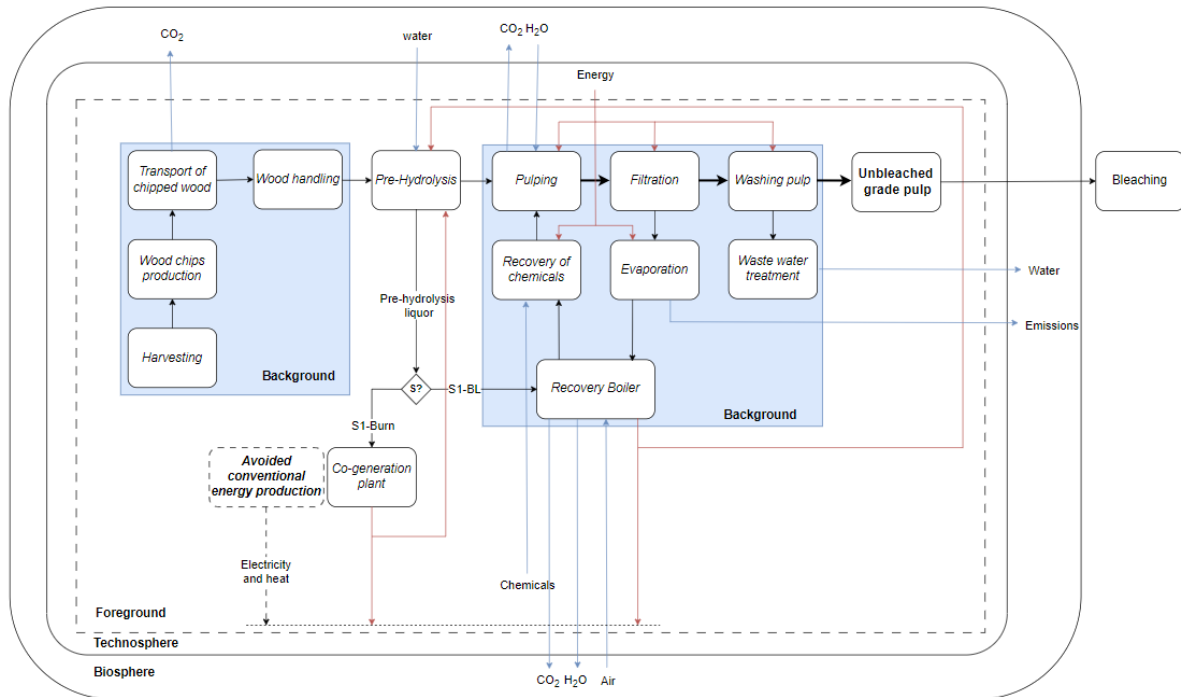 CO2
water
CO2 H2O
Energy
Transport of
chipped wood
Wood handling
Pre-Hydrolysis
Pulping
Filtration
Washing pulp
Unbleached
grade pulp
Bleaching
Wood chips
production
Recovery of
chemicals
Evaporation
Waste water
treatment
Water
Pre-hydrolysis
liquor
Emissions
Harvesting
Background
S?
S1-BL
Recovery Boiler
Background
S1-Burn
Avoided
conventional
energy production
Co-generation
plant
Electricity
and heat
Chemicals
Foreground
Technosphere
Biosphere
CO2 H2O
Air